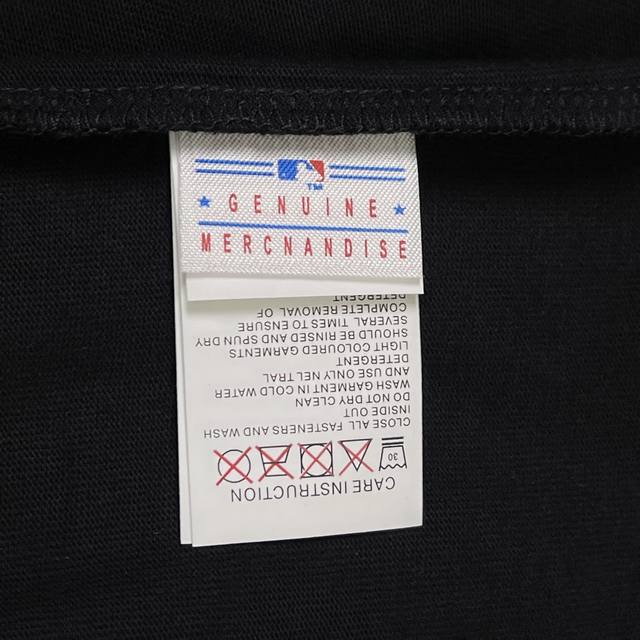 TM
GENUINE
MERCNANDISE
CARE INSTRUCTION
30
CLOSE ALL FASTENERS AND WASH
INSIDE OUT
DO NOT DRY CLEAN
WASH GARMENT IN COLD WATER
AND USE ONLY NELTRAL
DETERGENT
LIGHT COLOURED GARMENTS
SHOULD BE RINSED AND SPUN DRY
SEVERAL TIMES TO ENSURE
COMPLETE REMOVAL OF
DETERGENT